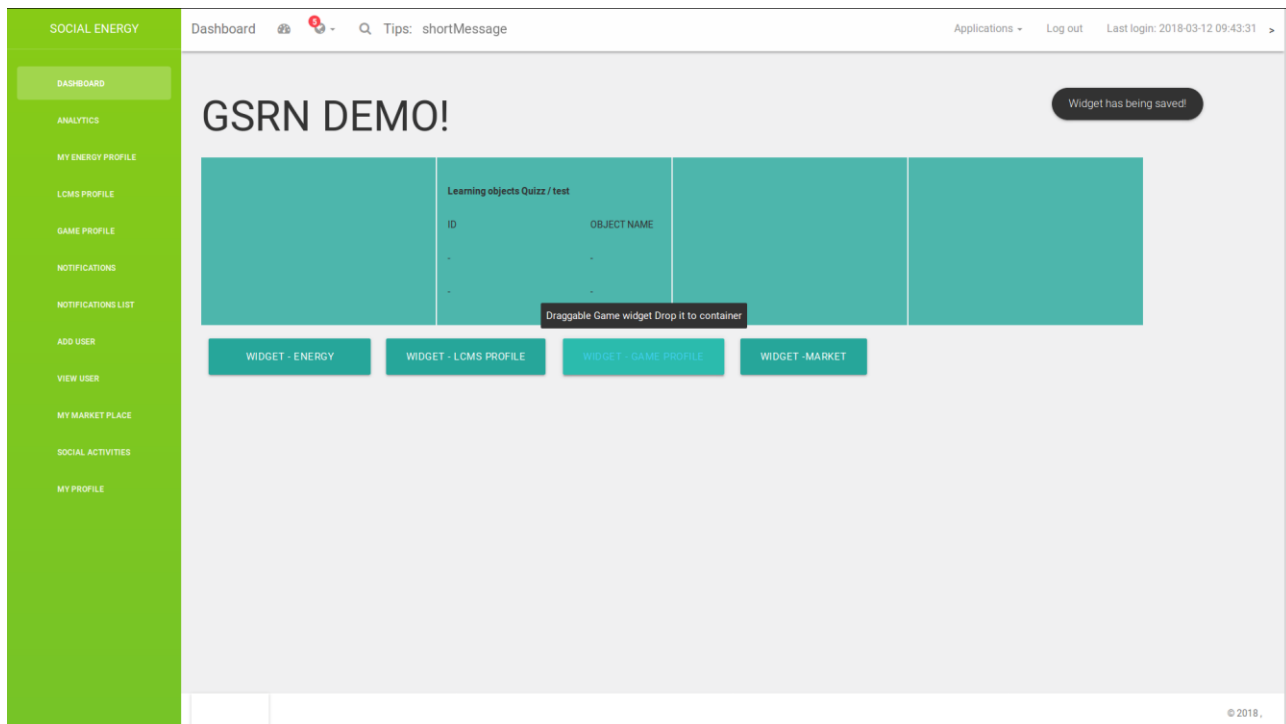 SOCIAL ENERGY
Dashboard 5 Tips: shortMessage Applications Log out Last login: 2018-03-12 09:43:31 >
DASHBOARD
ANALYTICS
MY ENERGY PROFILE
LCMS PROFILE
GAME PROFILE
NOTIFICATIONS
NOTIFICATIONS LIST
ADD USER
VIEW USER
MY MARKET PLACE
SOCIAL ACTIVITIES
MY PROFILE
GSRN DEMO!
Widget has being saved!
Learning objects Quizz / test
ID OBJECT NAME
- -
- -
Draggable Game widget Drop it to container
WIDGET - ENERGY WIDGET - LCMS PROFILE WIDGET - GAME PROFILE WIDGET -MARKET
© 2018 ,